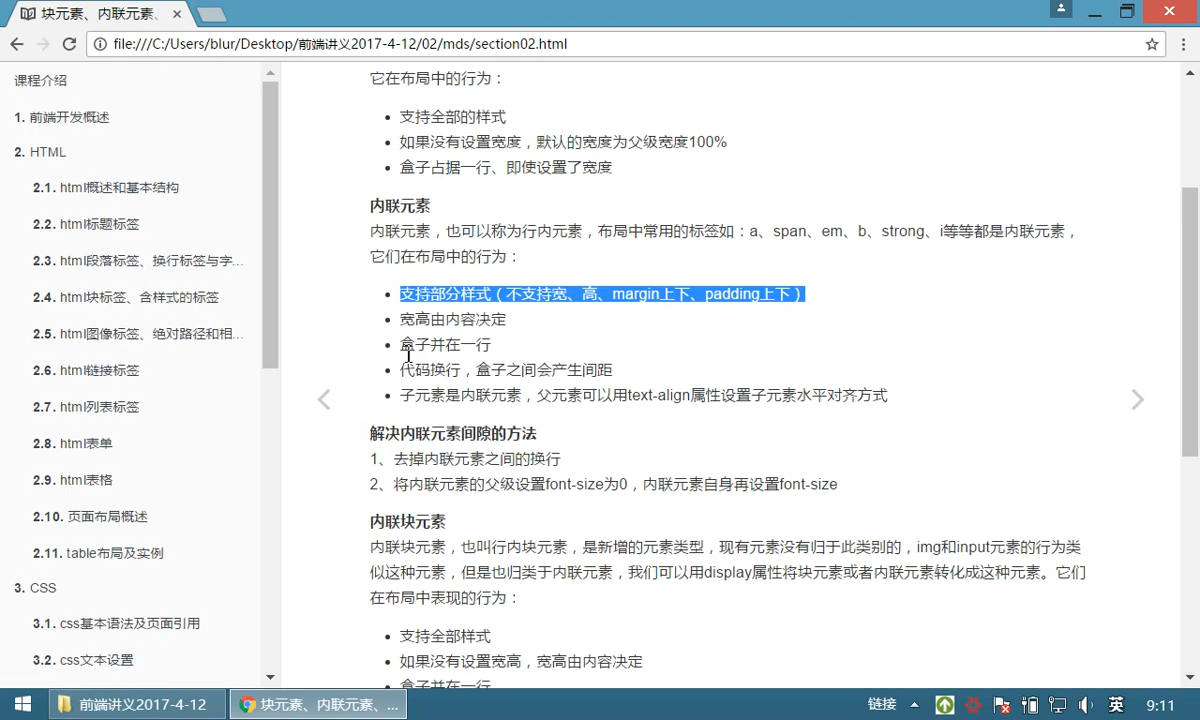 块元素、内联元素、
file:///C:/Users/blur/Desktop/前端讲义2017-4-12/02/mds/section02.html
课程介绍
1. 前端开发概述
2. HTML
2.1. html概述和基本结构
2.2. html标题标签
2.3. html段落标签、换行标签与字...
2.4. html块标签、含样式的标签
2.5. html图像标签、绝对路径和相...
2.6. html链接标签
2.7. html列表标签
2.8. html表单
2.9. html表格
2.10. 页面布局概述
2.11. table布局及实例
3. CSS
3.1. css基本语法及页面引用
3.2. css文本设置
它在布局中的行为：
支持全部的样式
如果没有设置宽度，默认的宽度为父级宽度100%
盒子占据一行、即使设置了宽度
内联元素
内联元素，也可以称为行内元素，布局中常用的标签如：a、span、em、b、strong、i等等都是内联元素，
它们在布局中的行为：
支持部分样式（不支持宽、高、margin上下、padding上下）
宽高由内容决定
盒子并在一行
代码换行，盒子之间会产生间距
子元素是内联元素，父元素可以用text-align属性设置子元素水平对齐方式
解决内联元素间隙的方法
1、去掉内联元素之间的换行
2、将内联元素的父级设置font-size为0，内联元素自身再设置font-size
内联块元素
内联块元素，也叫行内块元素，是新增的元素类型，现有元素没有归于此类别的，img和input元素的行为类
似这种元素，但是也归类于内联元素，我们可以用display属性将块元素或者内联元素转化成这种元素。它们
在布局中表现的行为：
支持全部样式
如果没有设置宽高，宽高由内容决定
盒子并在一行
前端讲义2017-4-12
块元素、内联元素、...
链接
英
9:11